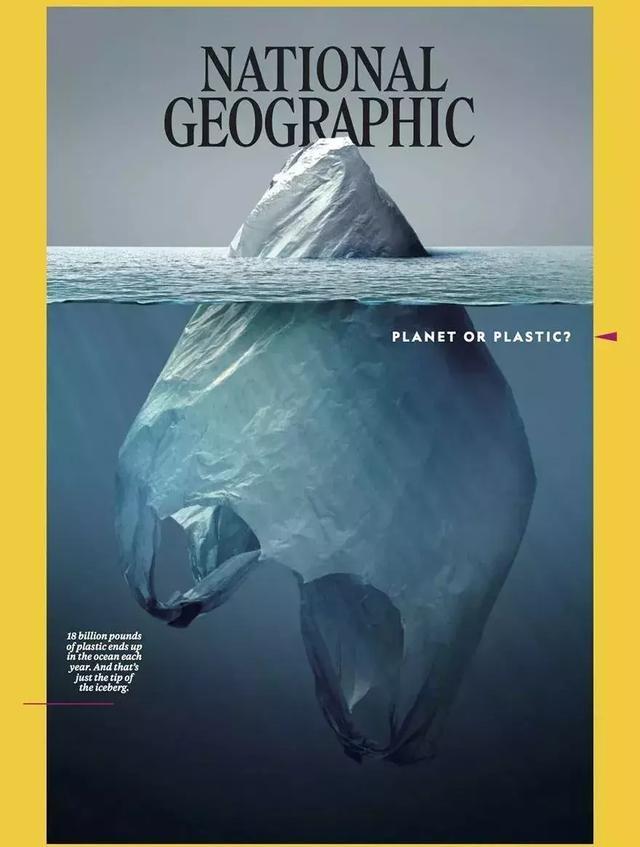 NATIONAL
GEOGRAPHIC
PLANET OR PLASTIC?
18 billion pounds
of plastic ends up
in the ocean each
year. And that's
just the tip of
the iceberg.